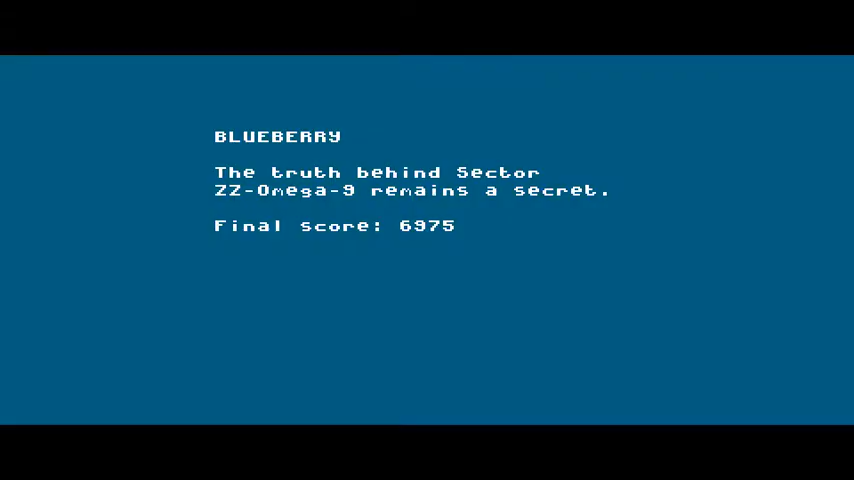 BLUEBERRY
The truth behind Sector
ZZ-Omega-9 remains a secret.
Final score: 6975